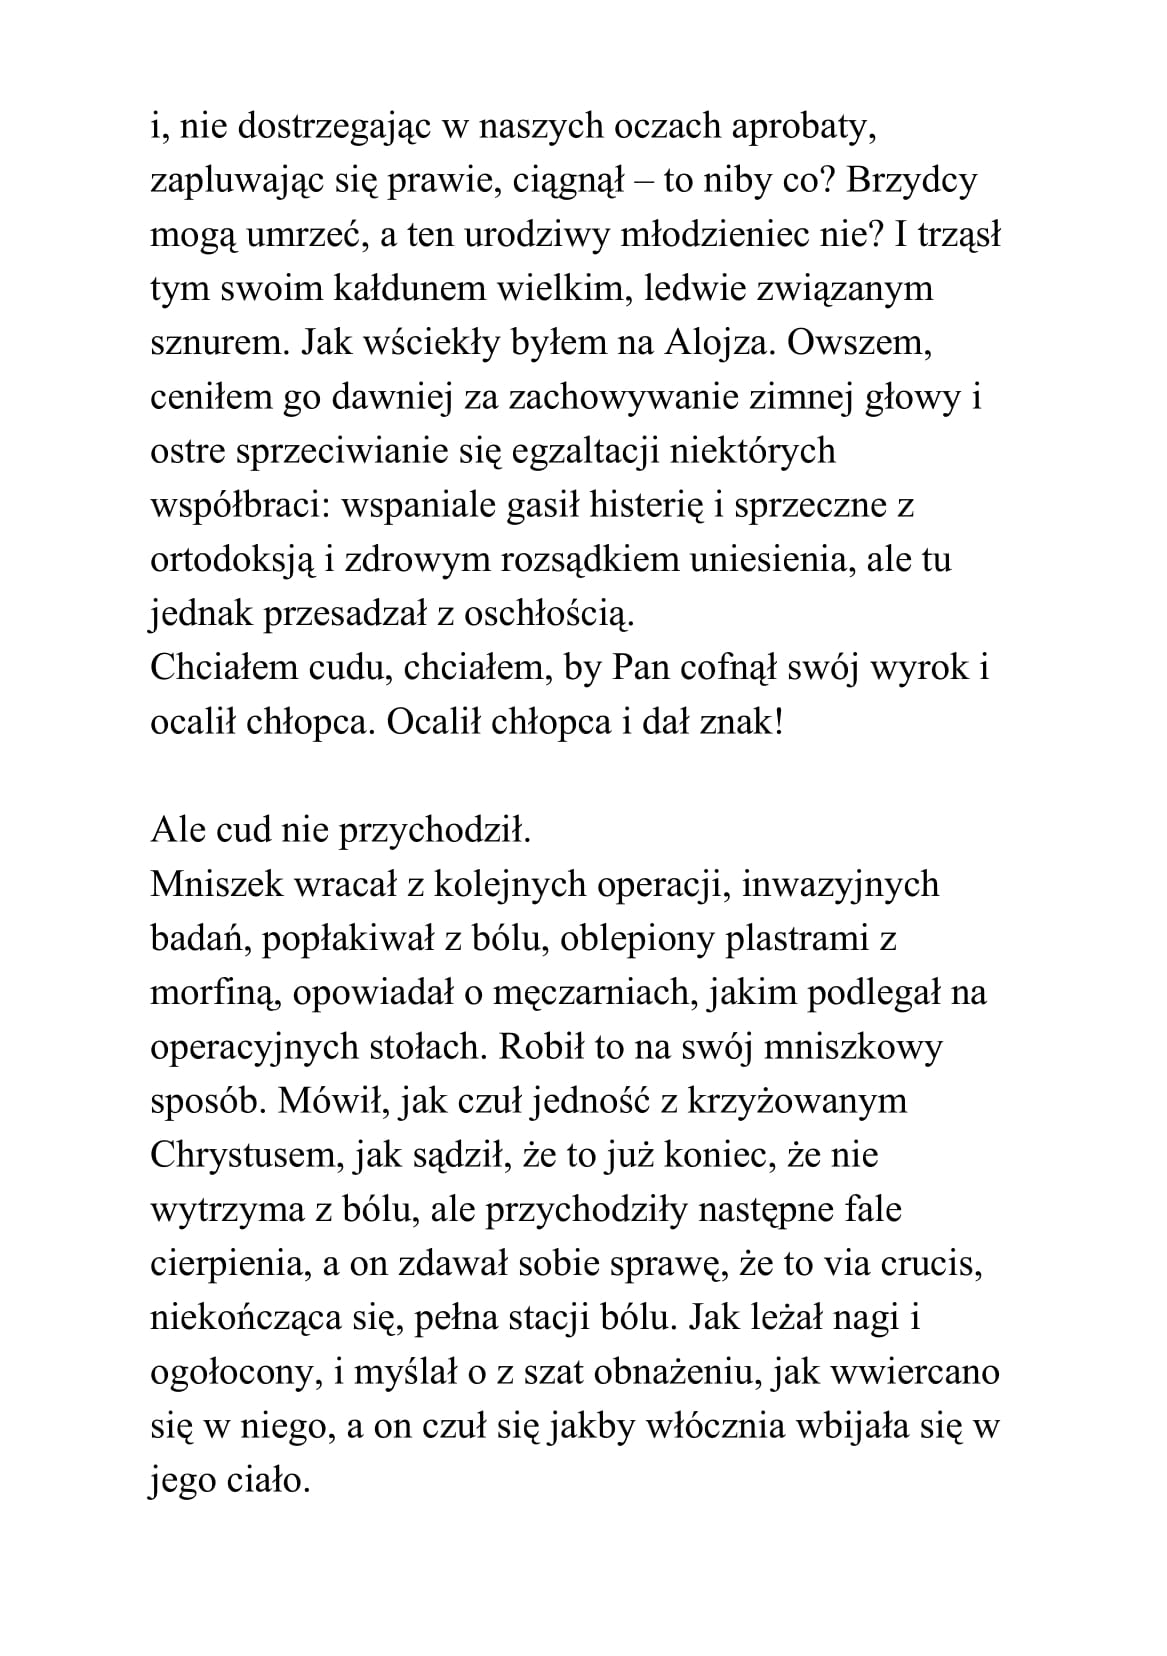 i, nie dostrzegając w naszych oczach aprobaty,
zapluwając się prawie, ciągnął – to niby co? Brzydcy
mogą umrzeć, a ten urodziwy młodzieniec nie? I trząsł
tym swoim kałdunem wielkim, ledwie związanym
sznurem. Jak wściekły byłem na Alojza. Owszem,
ceniłem go dawniej za zachowywanie zimnej głowy i
ostre sprzeciwianie się egzaltacji niektórych
współbraci: wspaniale gasił histerię i sprzeczne z
ortodoksją i zdrowym rozsądkiem uniesienia, ale tu
jednak przesadzał z oschłością.
Chciałem cudu, chciałem, by Pan cofnął swój wyrok i
ocalił chłopca. Ocalił chłopca i dał znak!

Ale cud nie przychodził.
Mniszek wracał z kolejnych operacji, inwazyjnych
badań, popłakiwał z bólu, oblepiony plastrami z
morfiną, opowiadał o męczarniach, jakim podlegał na
operacyjnych stołach. Robił to na swój mniszkowy
sposób. Mówił, jak czuł jedność z krzyżowanym
Chrystusem, jak sądził, że to już koniec, że nie
wytrzyma z bólu, ale przychodziły następne fale
cierpienia, a on zdawał sobie sprawę, że to via crucis,
niekończąca się, pełna stacji bólu. Jak leżał nagi i
ogołocony, i myślał o z szat obnażeniu, jak wwiercano
się w niego, a on czuł się jakby włócznia wbijała się w
jego ciało.